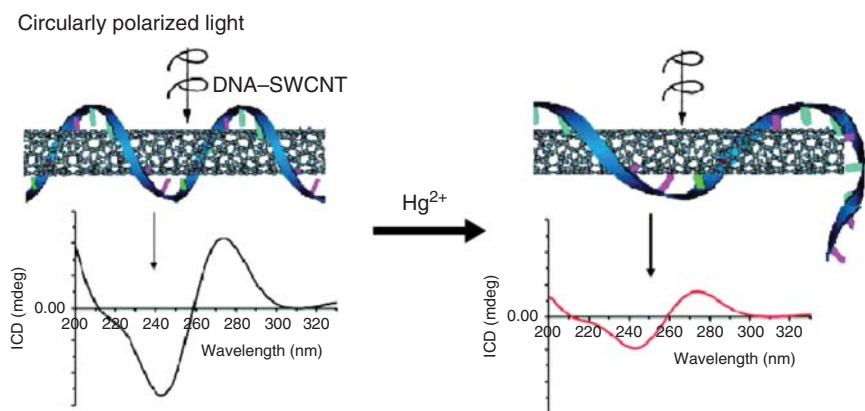 Circularly polarized light
DNA–SWCNT
Hg2+
ICD (mdeg)
0.00
200 220 240 260 280 300 320
Wavelength (nm)
ICD (mdeg)
0.00
200 220 240 260 280 300 320
Wavelength (nm)